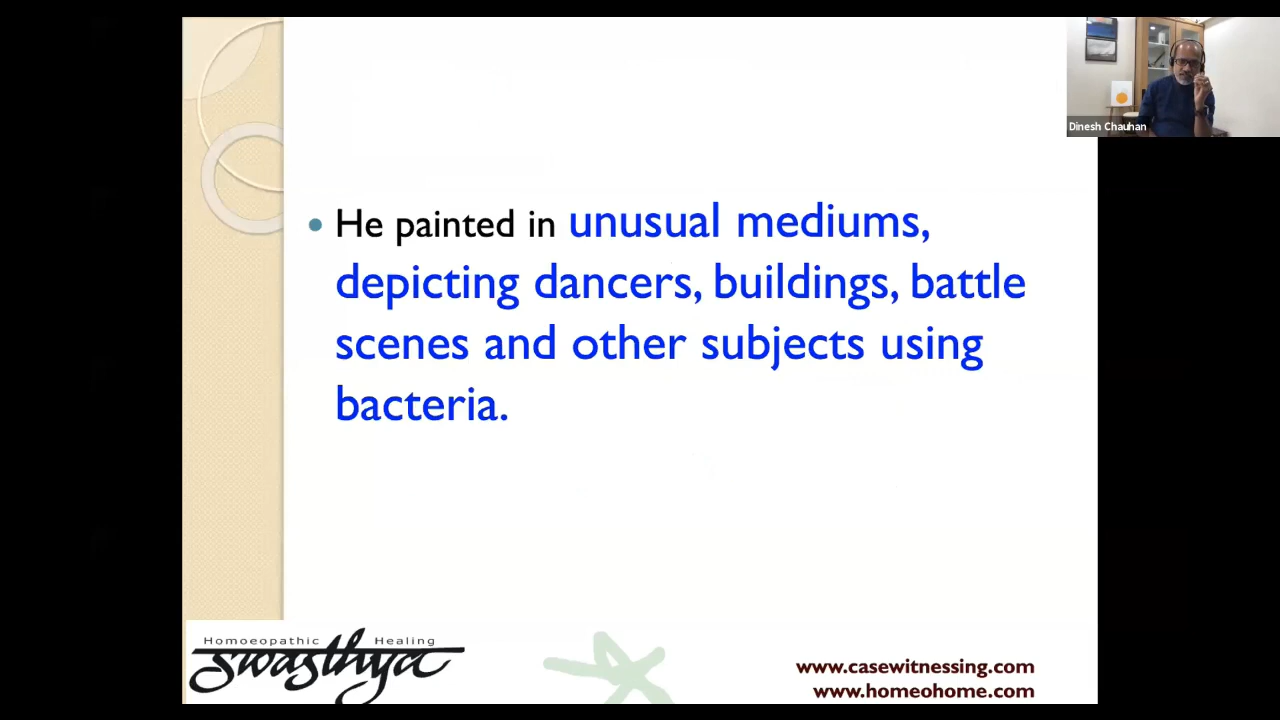 Dinesh Chauhan
He painted in unusual mediums,
depicting dancers, buildings, battle
scenes and other subjects using
bacteria.
Homoeopathic Healing
swasthya
www.casewitnessing.com
www.homeohome.com